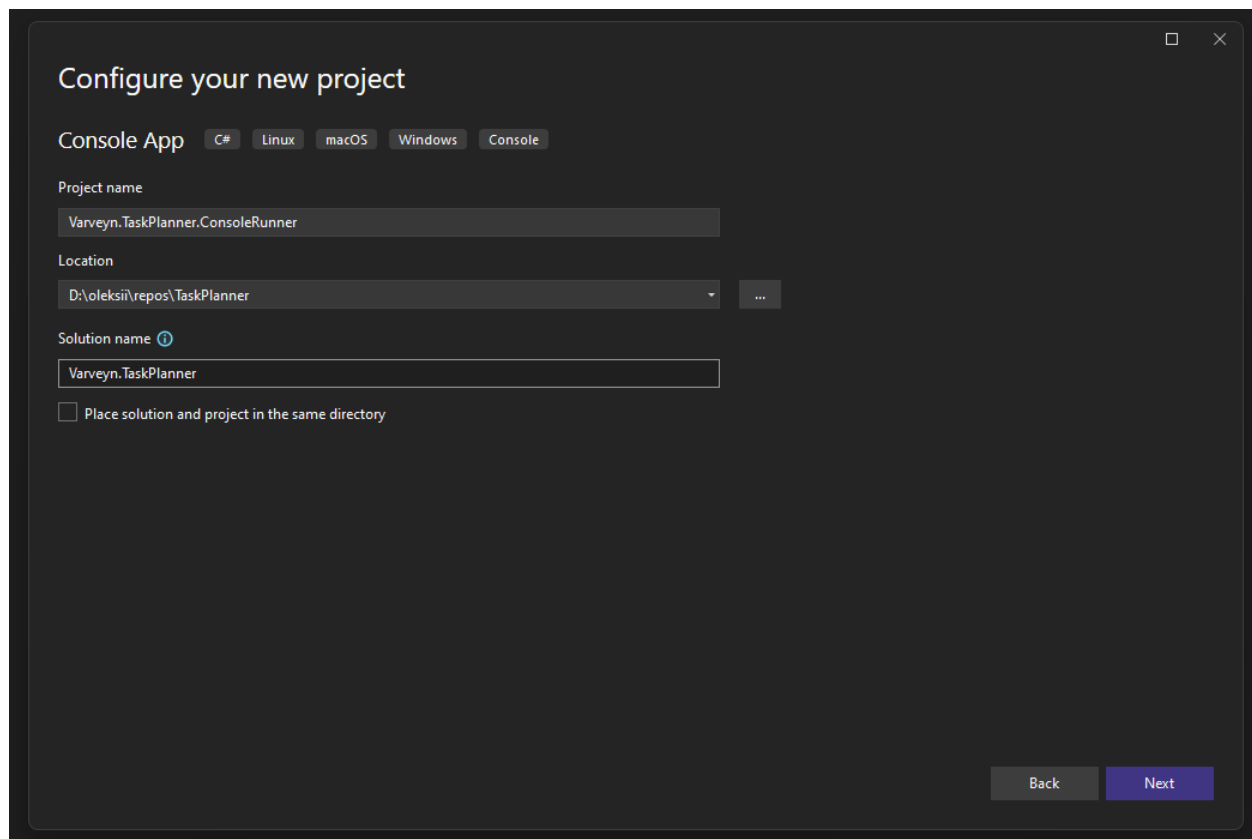 Configure your new project
Console App C# Linux macOS Windows Console
Project name
Varveyn.TaskPlanner.ConsoleRunner
Location
D:\oleksii\repos\TaskPlanner
...
Solution name
Varveyn.TaskPlanner
Place solution and project in the same directory
Back Next